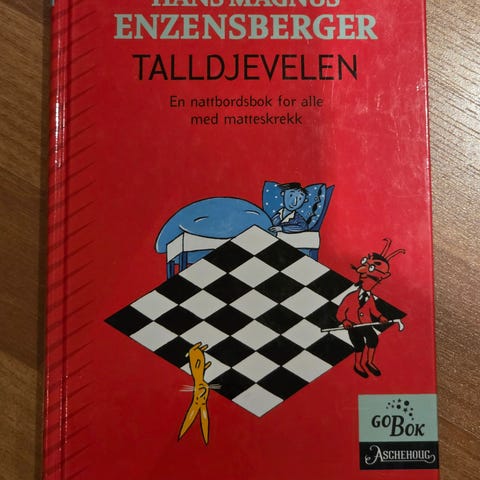 HANS MAGNUS
ENZENSBERGER
TALLDJEVELEN
En nattbordsbok for alle
med matteskrekk
GO BOK
ASCHEHOUG